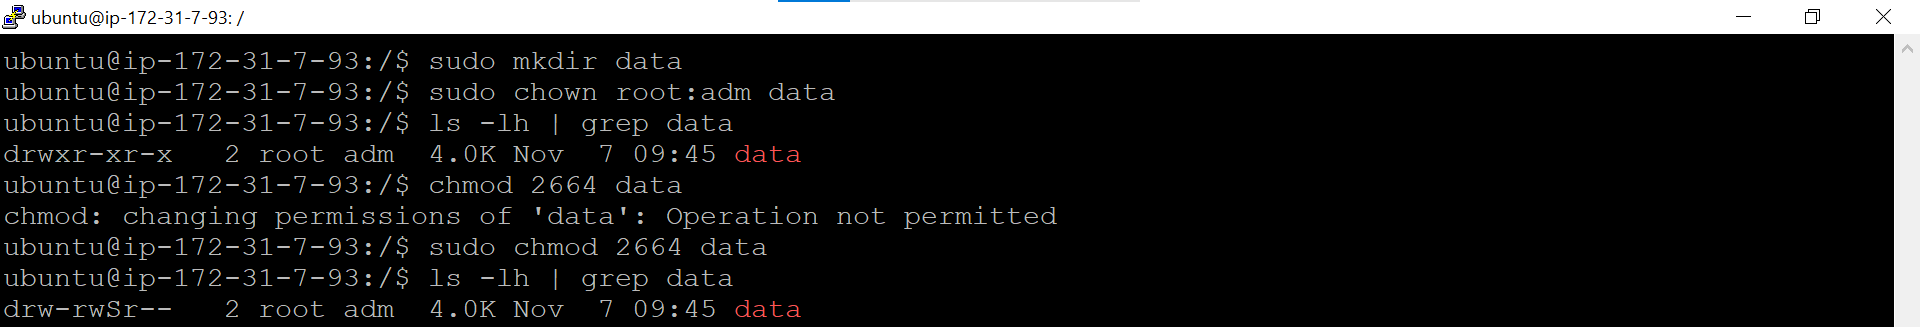 ubuntu@ip-172-31-7-93: /
ubuntu@ip-172-31-7-93:/$ sudo mkdir data
ubuntu@ip-172-31-7-93:/$ sudo chown root:adm data
ubuntu@ip-172-31-7-93:/$ ls -lh | grep data
drwxr-xr-x   2 root adm  4.0K Nov  7 09:45 data
ubuntu@ip-172-31-7-93:/$ chmod 2664 data
chmod: changing permissions of 'data': Operation not permitted
ubuntu@ip-172-31-7-93:/$ sudo chmod 2664 data
ubuntu@ip-172-31-7-93:/$ ls -lh | grep data
drw-rwSr--   2 root adm  4.0K Nov  7 09:45 data